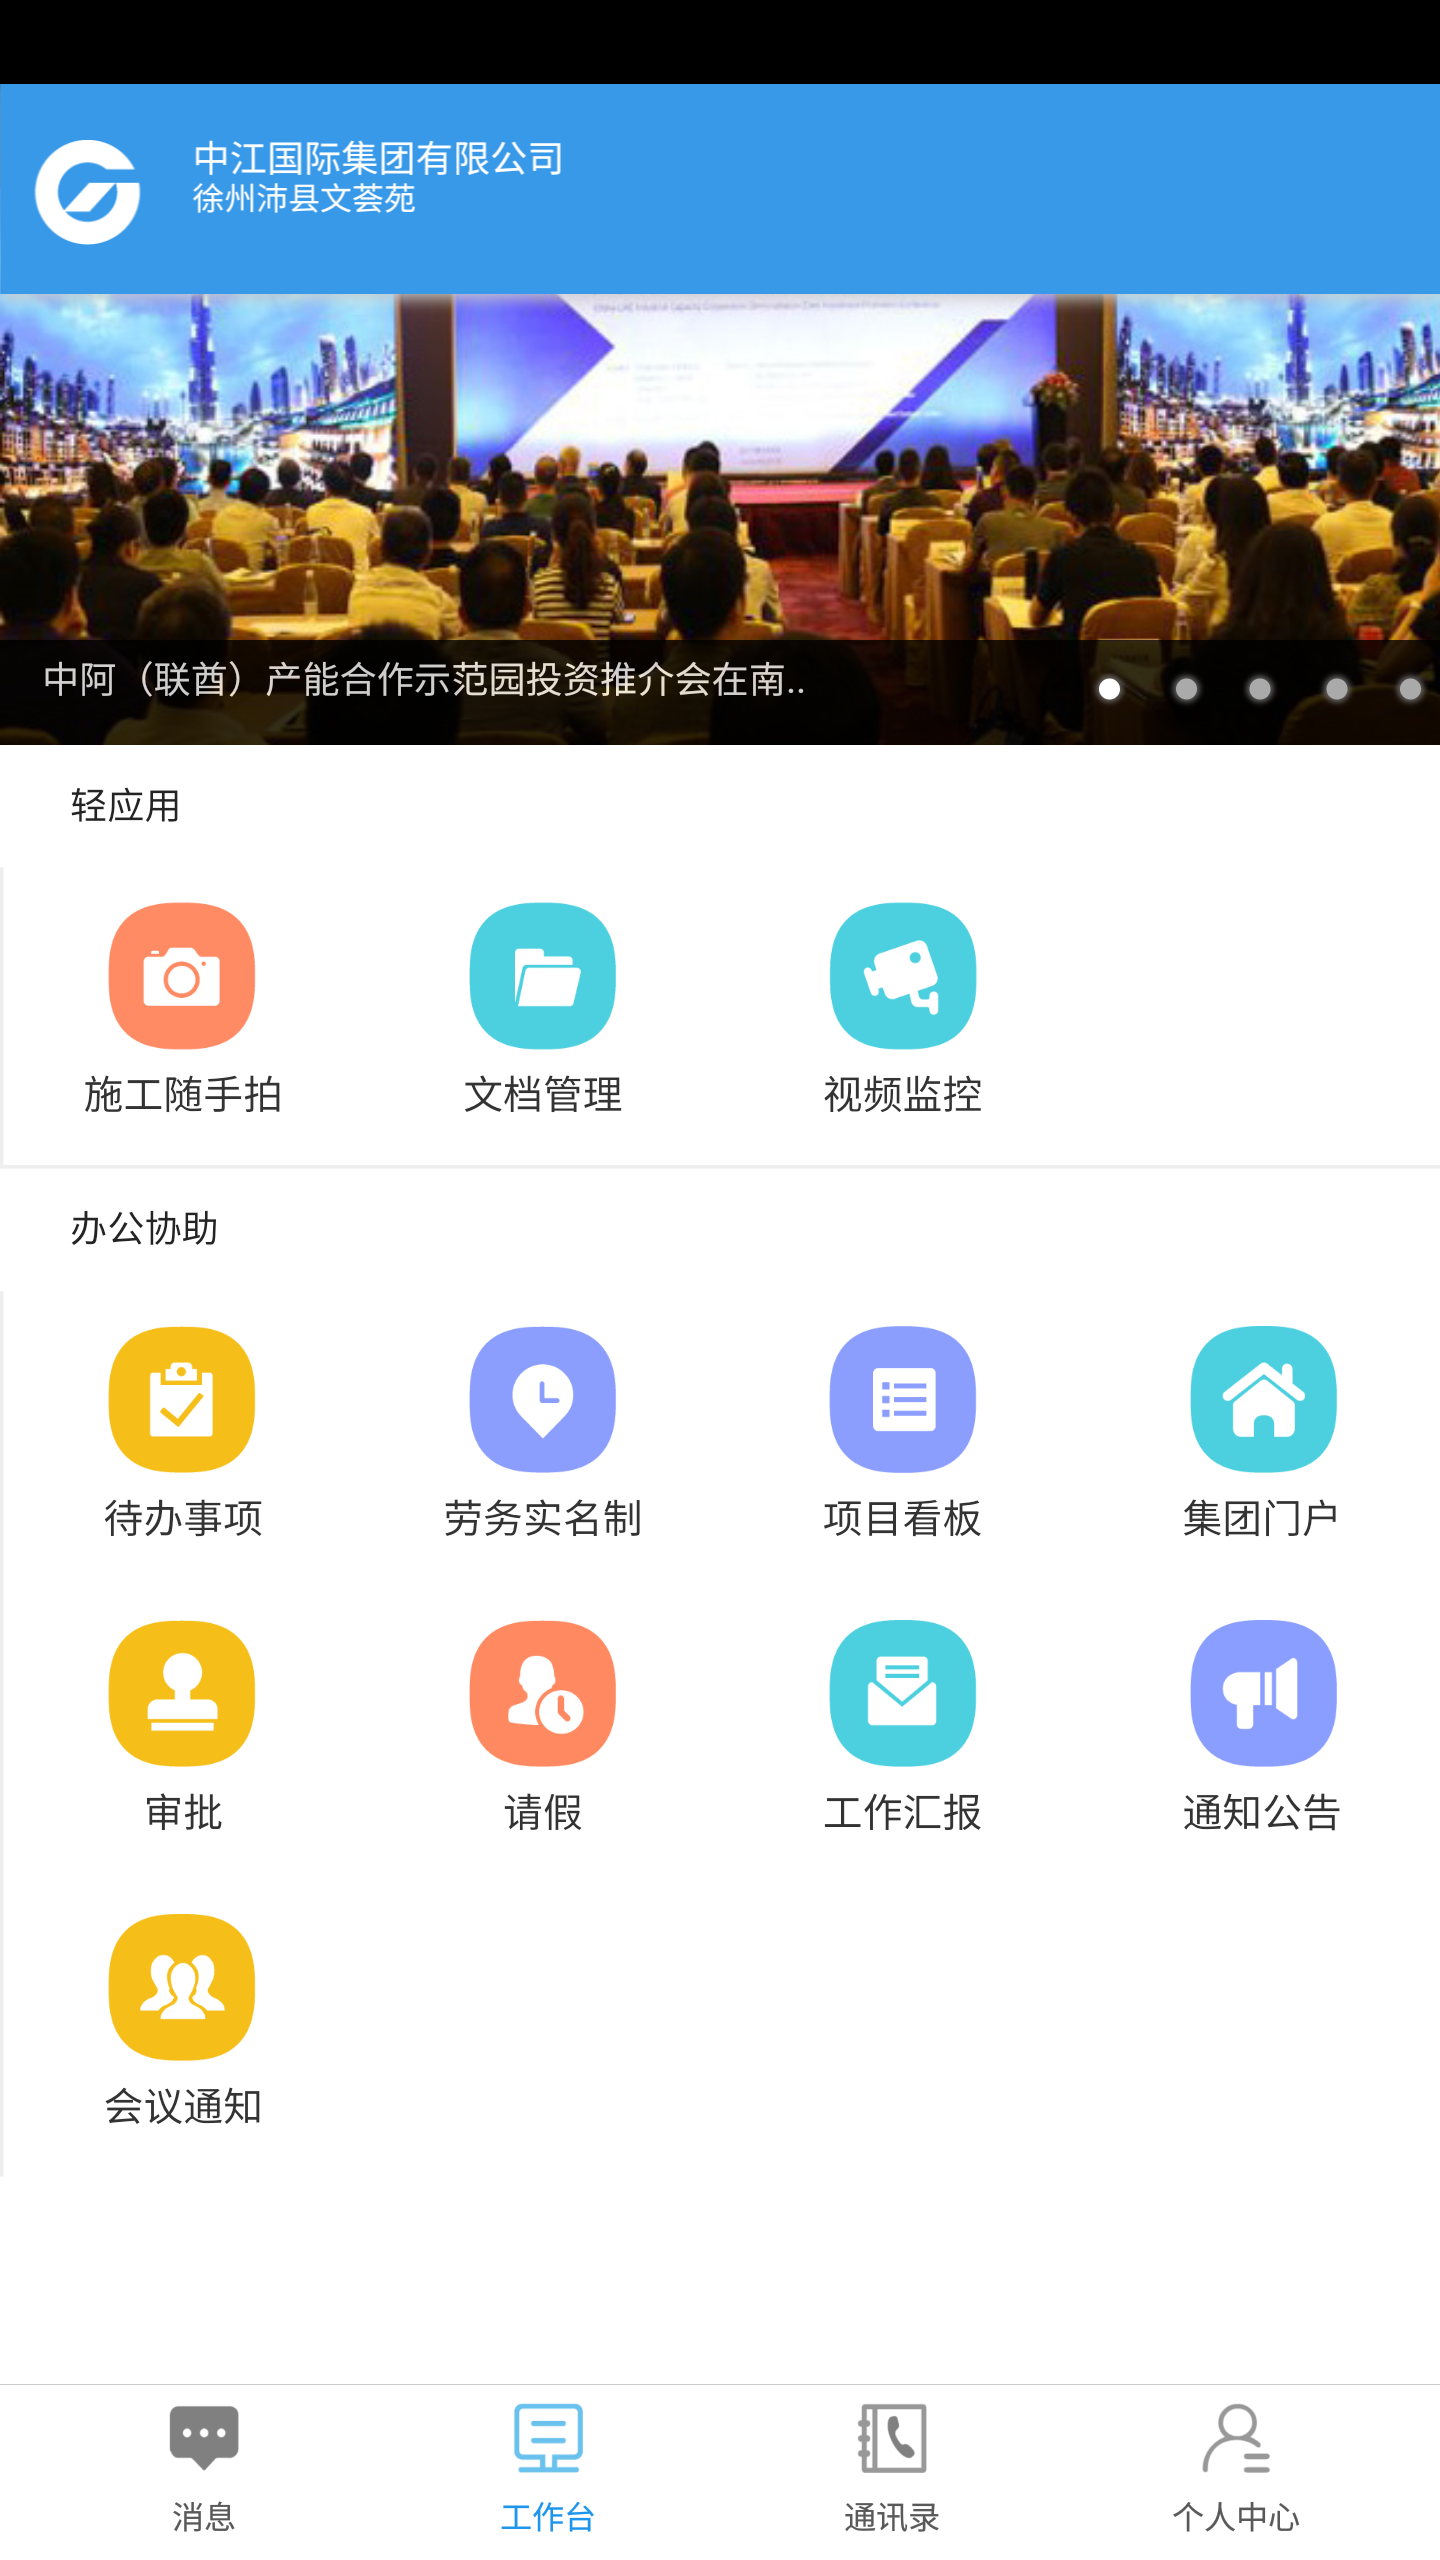 中江国际集团有限公司
徐州沛县文荟苑
中阿（联酋）产能合作示范园投资推介会在南..
轻应用
施工随手拍 文档管理 视频监控
办公协助
待办事项 劳务实名制 项目看板 集团门户
审批 请假 工作汇报 通知公告
会议通知
消息 工作台 通讯录 个人中心